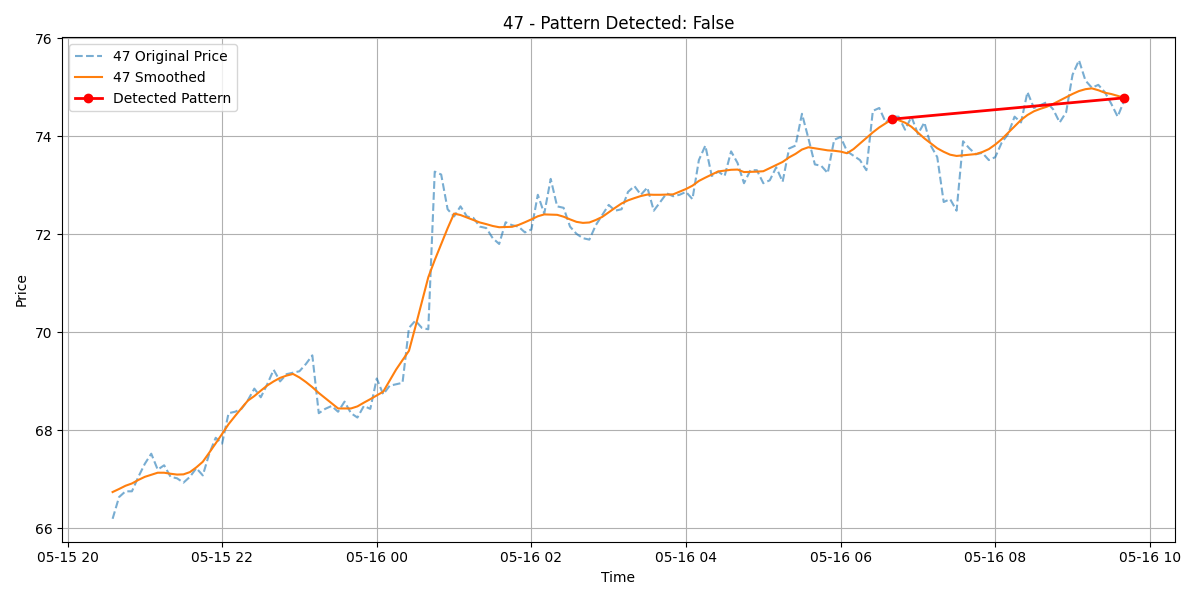 47 - Pattern Detected: False
47 Original Price
47 Smoothed
Detected Pattern
Price
76
74
72
70
68
66
05-15 20 05-15 22 05-16 00 05-16 02 05-16 04 05-16 06 05-16 08 05-16 10
Time